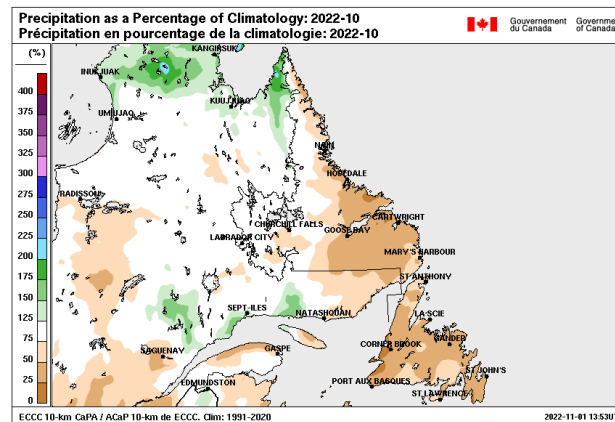 Precipitation as a Percentage of Climatology: 2022-10
Précipitation en pourcentage de la climatologie: 2022-10
Gouvernement du Canada
Governme of Canad
(%)
400
375
350
325
300
275
250
225
200
175
150
125
75
50
25
0
KANGIRSUK
INUKJUAK
KUUJJUAQ
UMIUJAQ
NAIN
HOPEDALE
RADISSON
CARTWRIGHT
CHURCHILL FALLS
GOOSE BAY
LABRADOR CITY
MARY'S HARBOUR
ST ANTHONY
SEPT-ILES
NATASHQUAN
LA SCIE
GANDER
CORNER BROOK
GASPE
SAGUENAY
ST JOHN'S
EDMUNDSTON
PORT AUX BASQUES
ST LAWRENCE
ECCC 10-km CaPA / ACaP 10-km de ECCC. Clim: 1991-2020
2022-11-01 13:53U